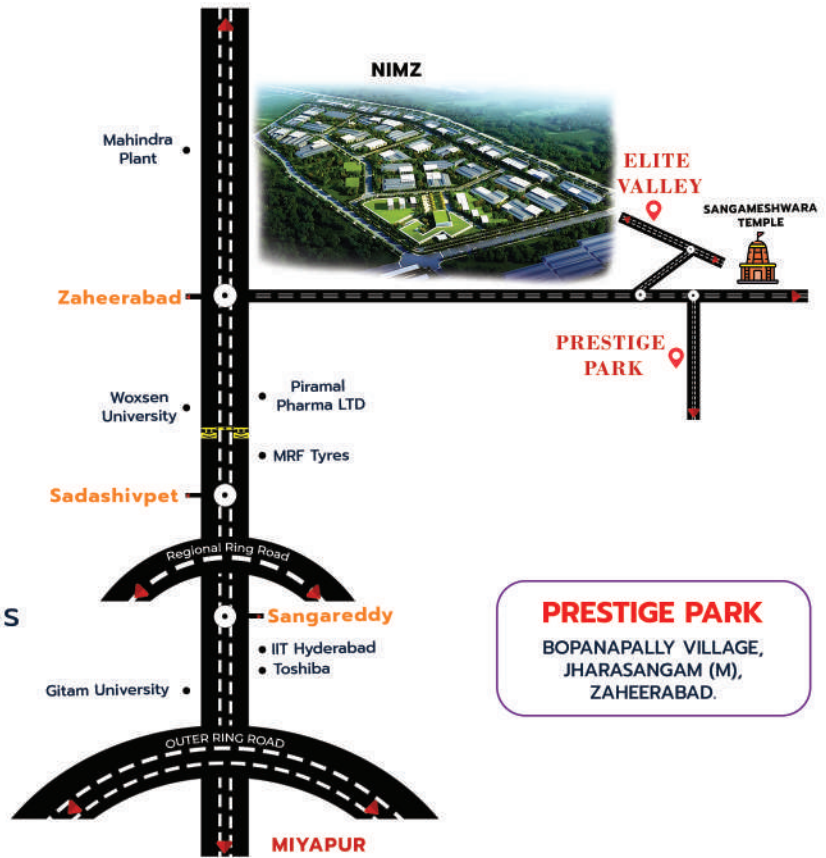 NIMZ
Mahindra
Plant
ELITE
VALLEY
SANGAMESHWARA
TEMPLE
Zaheerabad
PRESTIGE
PARK
Woxsen
University
Piramal
Pharma LTD
MRF Tyres
Sadashivpet
Regional Ring Road
S
Sangareddy
IIT Hyderabad
Toshiba
Gitam University
OUTER RING ROAD
MIYAPUR
PRESTIGE PARK
BOPANAPALLY VILLAGE,
JHARASANGAM (M),
ZAHEERABAD.